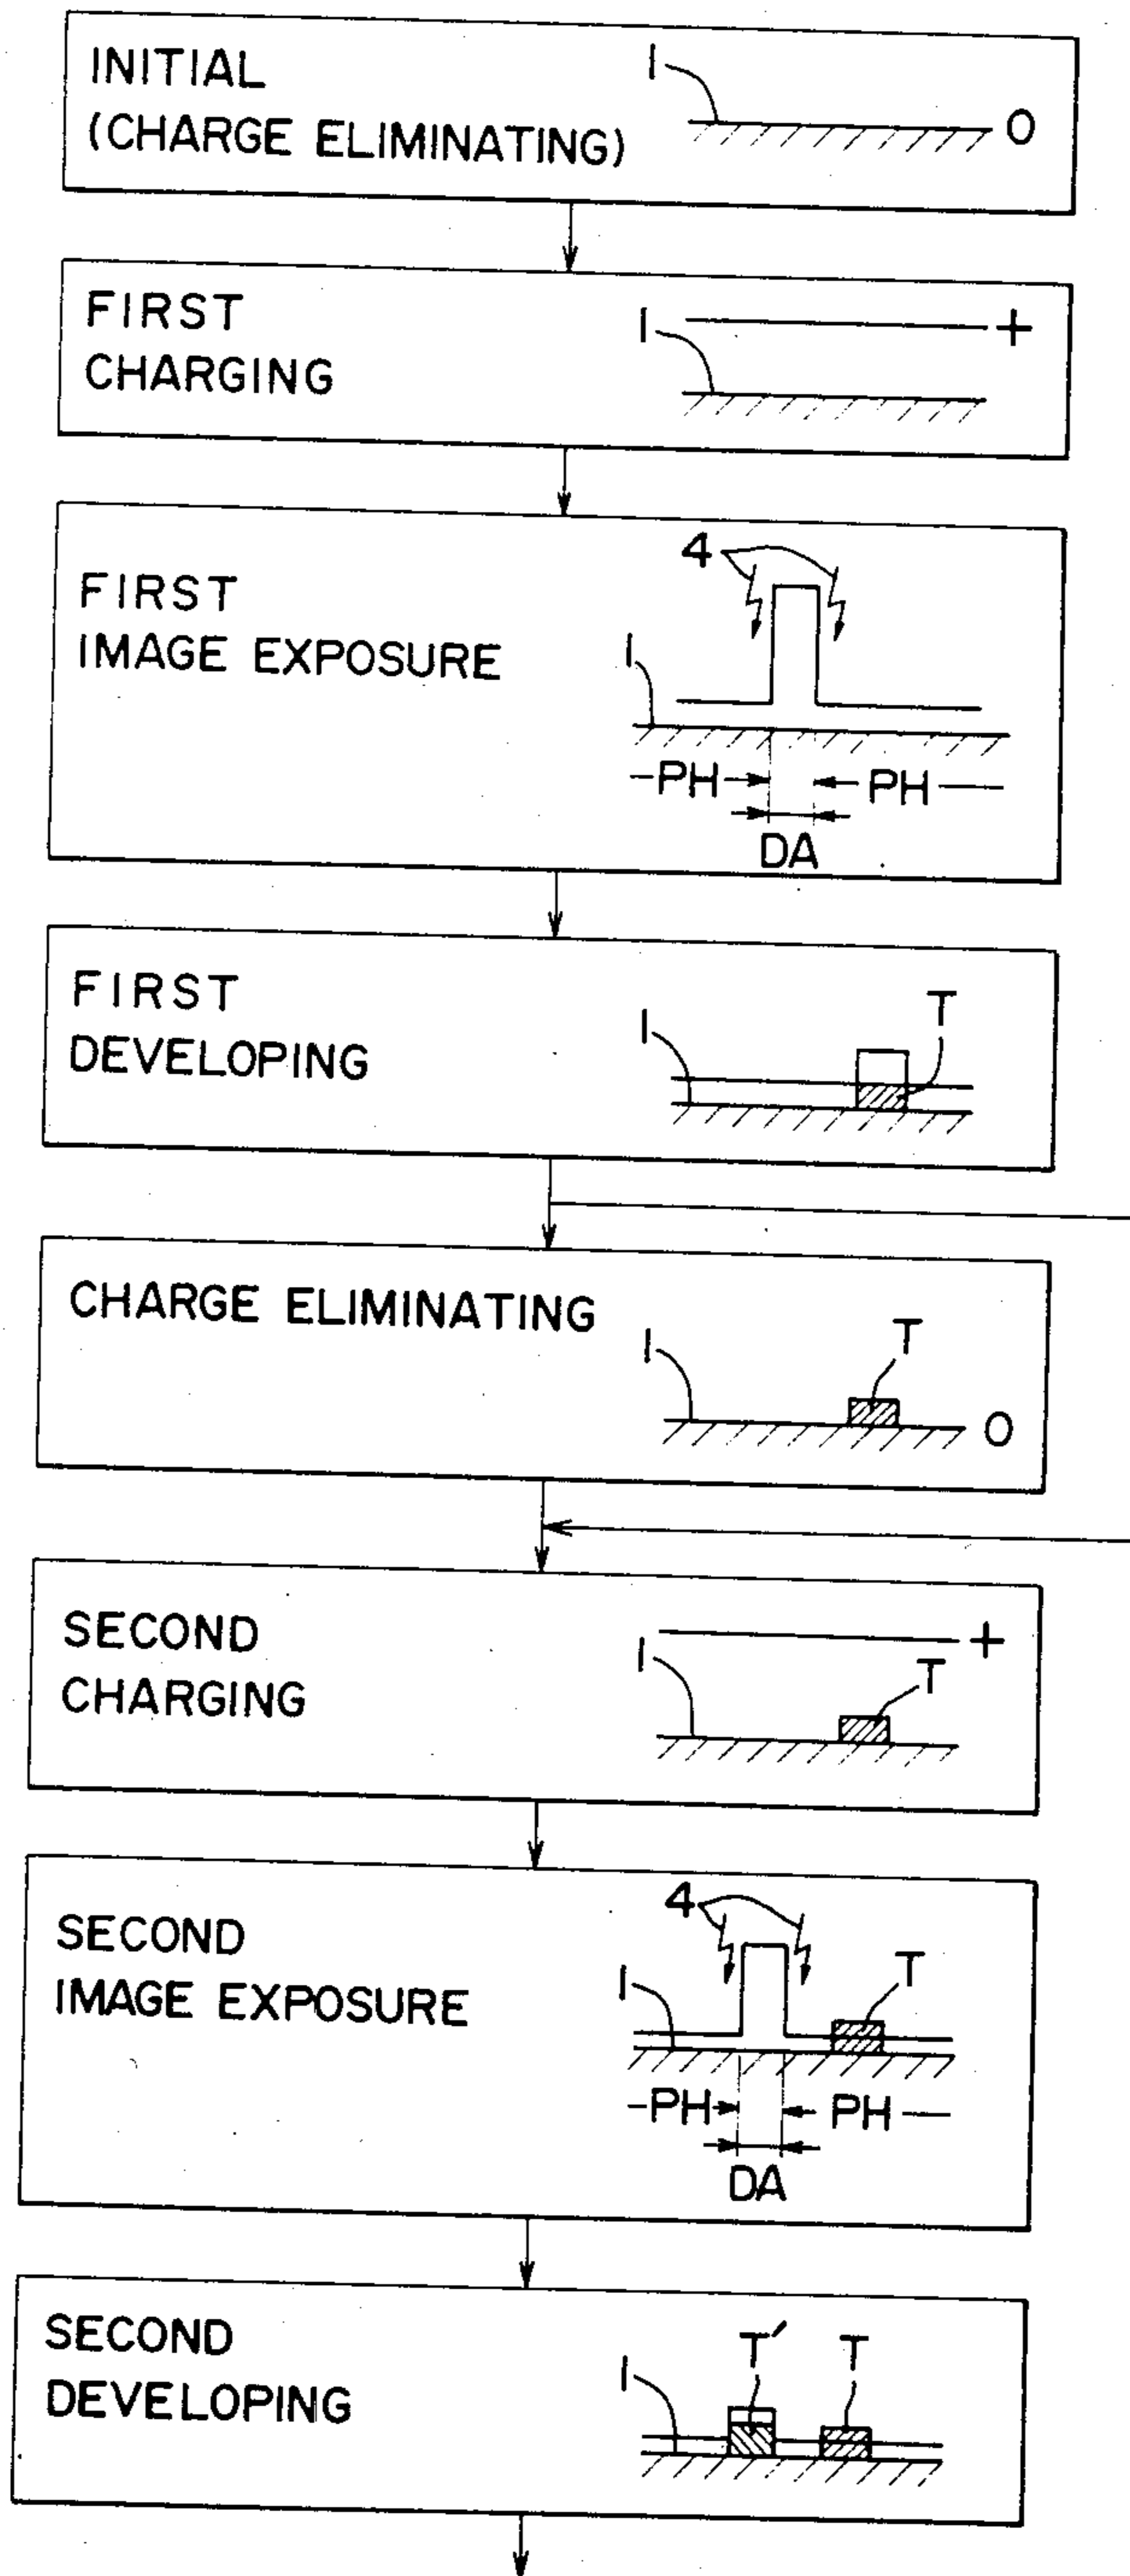 INITIAL
(CHARGE ELIMINATING)
1
0
FIRST
CHARGING
1
+
FIRST
IMAGE EXPOSURE
4
1
PH
PH
DA
FIRST
DEVELOPING
1
T
CHARGE ELIMINATING
1
T
0
SECOND
CHARGING
1
+
T
SECOND
IMAGE EXPOSURE
4
1
T
PH
PH
DA
SECOND
DEVELOPING
1
T′
T